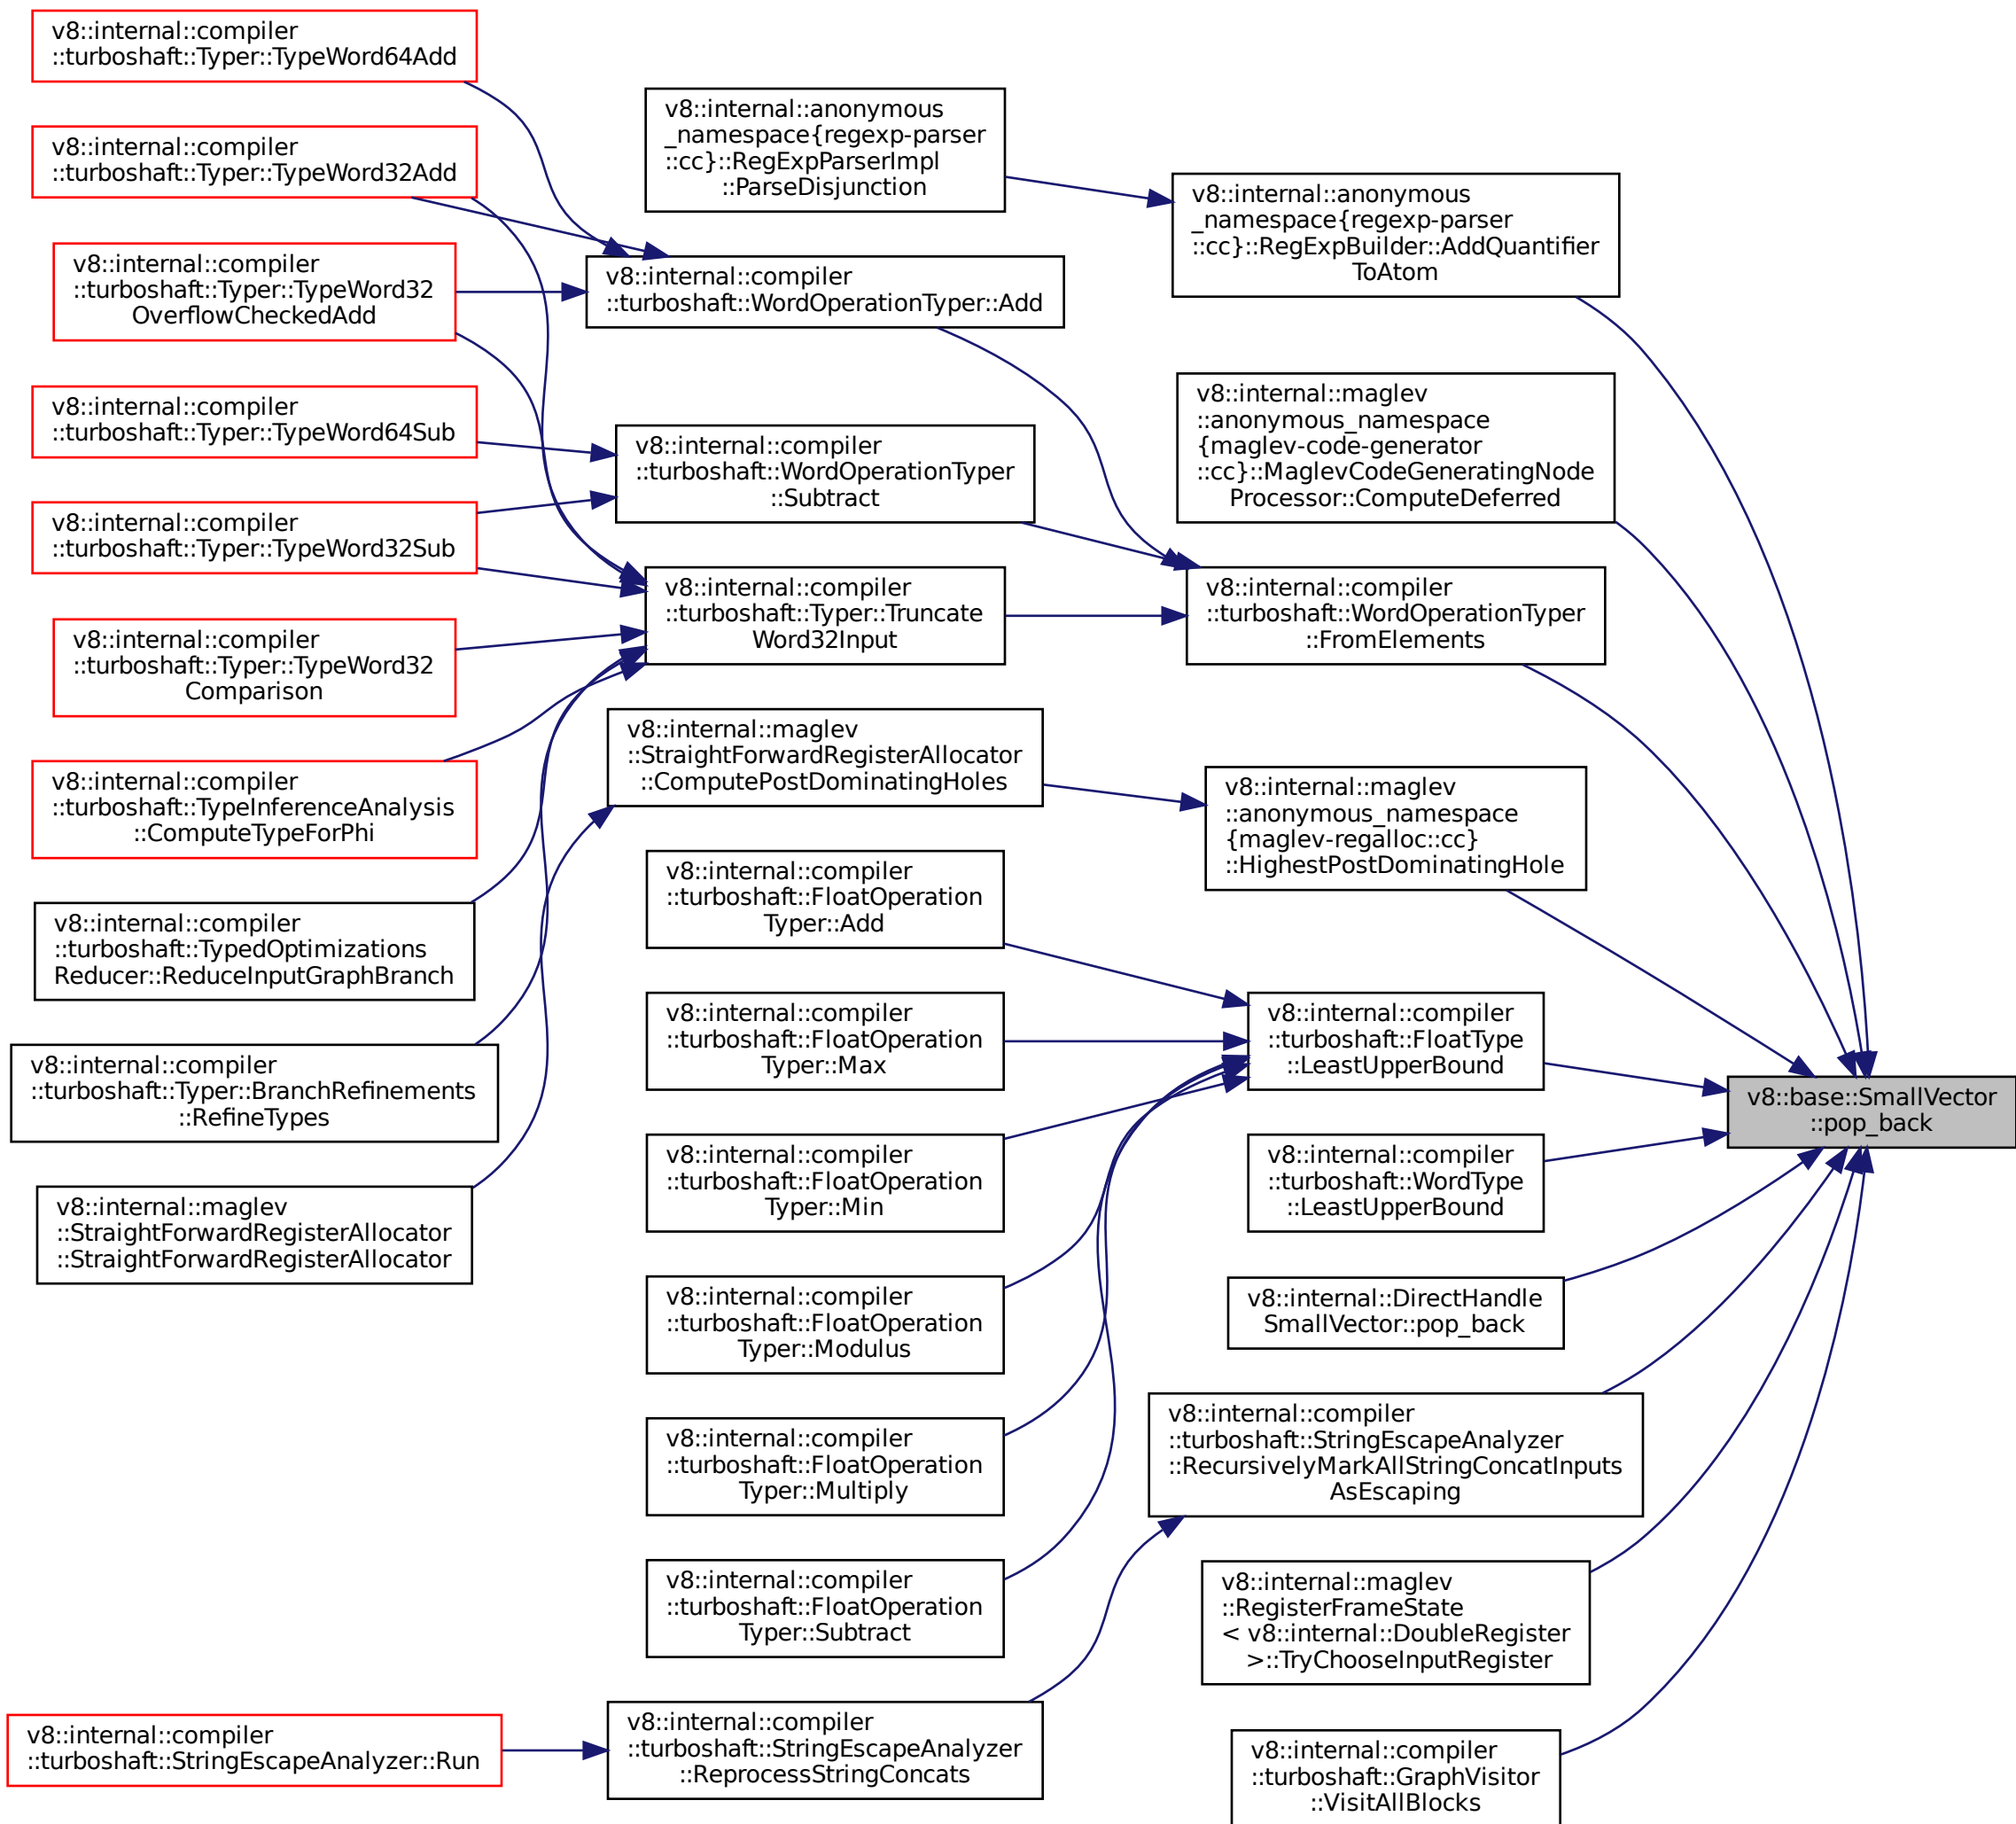 v8::internal::compiler
::turboshaft::Typer::TypeWord64Add
v8::internal::compiler
::turboshaft::Typer::TypeWord32Add
v8::internal::compiler
::turboshaft::Typer::TypeWord32
OverflowCheckedAdd
v8::internal::compiler
::turboshaft::Typer::TypeWord64Sub
v8::internal::compiler
::turboshaft::Typer::TypeWord32Sub
v8::internal::compiler
::turboshaft::Typer::TypeWord32
Comparison
v8::internal::compiler
::turboshaft::TypeInferenceAnalysis
::ComputeTypeForPhi
v8::internal::compiler
::turboshaft::TypedOptimizations
Reducer::ReduceInputGraphBranch
v8::internal::compiler
::turboshaft::Typer::BranchRefinements
::RefineTypes
v8::internal::maglev
::StraightForwardRegisterAllocator
::StraightForwardRegisterAllocator
v8::internal::compiler
::turboshaft::StringEscapeAnalyzer::Run
v8::internal::anonymous
_namespace{regexp-parser
::cc}::RegExpParserImpl
::ParseDisjunction
v8::internal::compiler
::turboshaft::WordOperationTyper::Add
v8::internal::compiler
::turboshaft::WordOperationTyper
::Subtract
v8::internal::compiler
::turboshaft::Typer::Truncate
Word32Input
v8::internal::maglev
::StraightForwardRegisterAllocator
::ComputePostDominatingHoles
v8::internal::compiler
::turboshaft::FloatOperation
Typer::Add
v8::internal::compiler
::turboshaft::FloatOperation
Typer::Max
v8::internal::compiler
::turboshaft::FloatOperation
Typer::Min
v8::internal::compiler
::turboshaft::FloatOperation
Typer::Modulus
v8::internal::compiler
::turboshaft::FloatOperation
Typer::Multiply
v8::internal::compiler
::turboshaft::FloatOperation
Typer::Subtract
v8::internal::compiler
::turboshaft::StringEscapeAnalyzer
::ReprocessStringConcats
v8::internal::anonymous
_namespace{regexp-parser
::cc}::RegExpBuilder::AddQuantifier
ToAtom
v8::internal::maglev
::anonymous_namespace
{maglev-code-generator
::cc}::MaglevCodeGeneratingNode
Processor::ComputeDeferred
v8::internal::compiler
::turboshaft::WordOperationTyper
::FromElements
v8::internal::maglev
::anonymous_namespace
{maglev-regalloc::cc}
::HighestPostDominatingHole
v8::internal::compiler
::turboshaft::FloatType
::LeastUpperBound
v8::internal::compiler
::turboshaft::WordType
::LeastUpperBound
v8::internal::DirectHandle
SmallVector::pop_back
v8::internal::compiler
::turboshaft::StringEscapeAnalyzer
::RecursivelyMarkAllStringConcatInputs
AsEscaping
v8::internal::maglev
::RegisterFrameState
< v8::internal::DoubleRegister
>::TryChooseInputRegister
v8::internal::compiler
::turboshaft::GraphVisitor
::VisitAllBlocks
v8::base::SmallVector
::pop_back